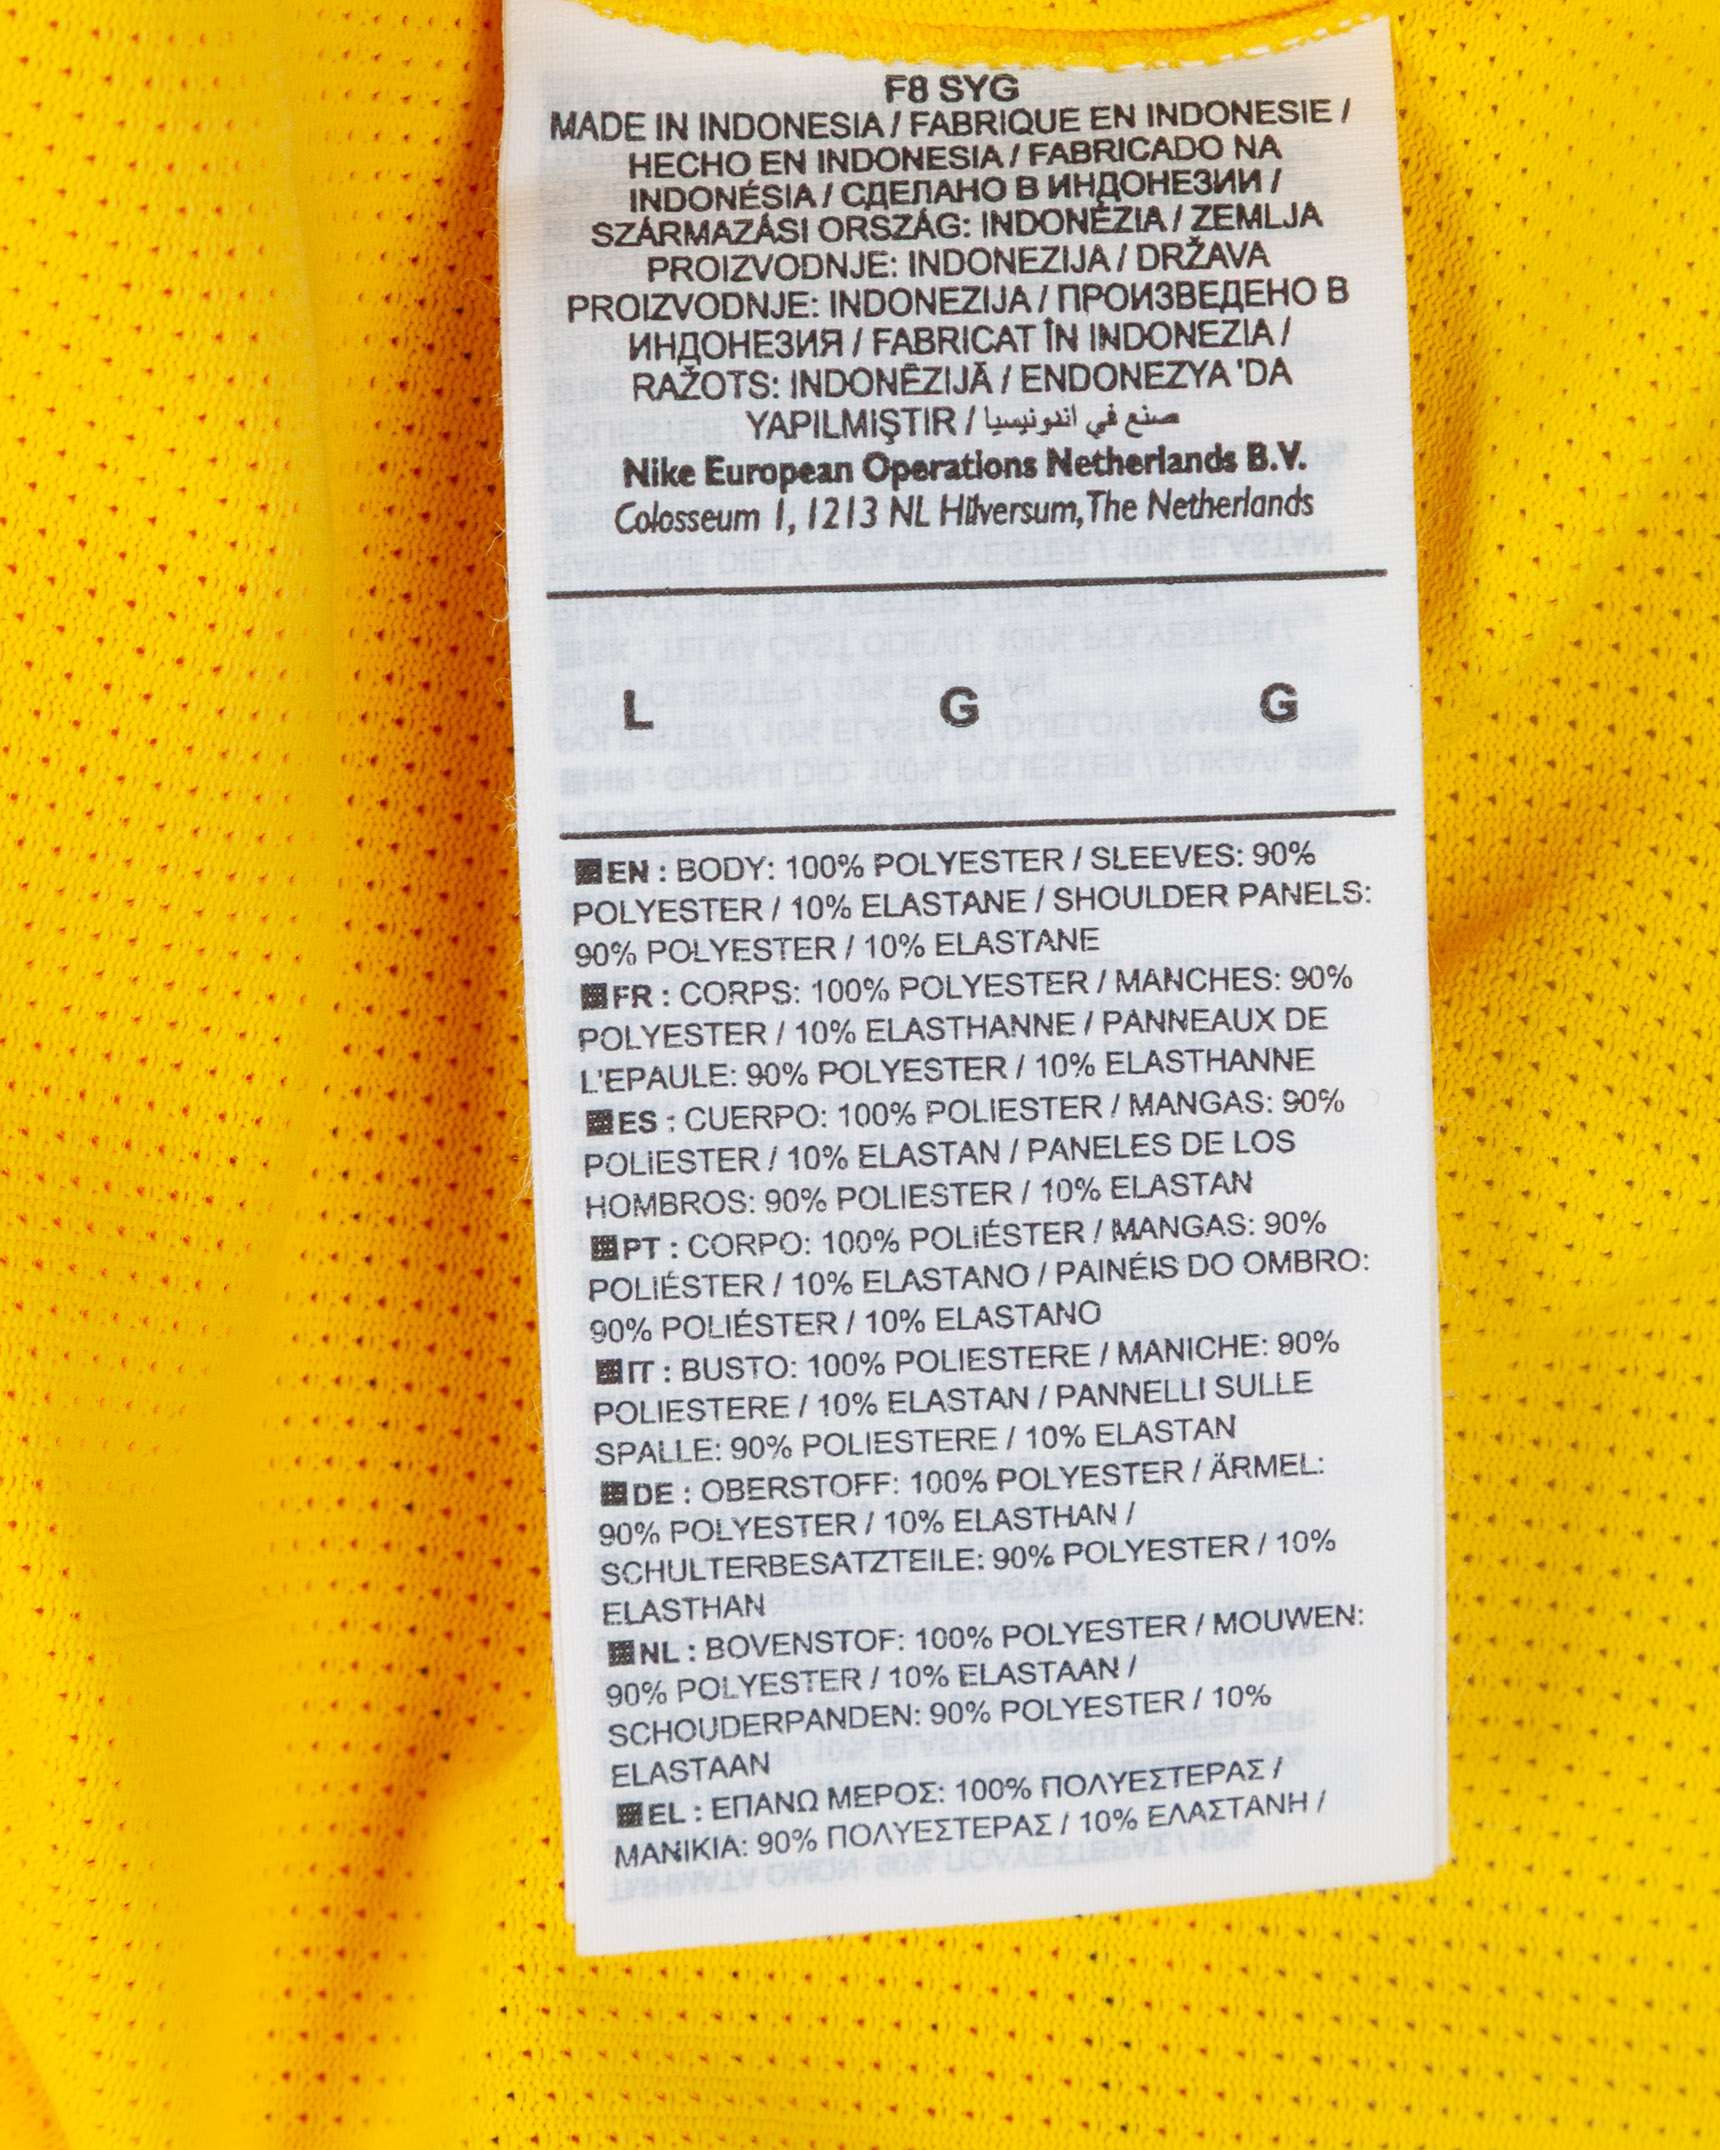 F8 SYG
MADE IN INDONESIA / FABRIQUE EN INDONESIE /
HECHO EN INDONESIA / FABRICADO NA
INDONÉSIA / СДЕЛАНО В ИНДОНЕЗИИ /
SZÁRMAZÁSI ORSZÁG: INDONÉZIA / ZEMLJA
PROIZVODNJE: INDONEZIJA / DRŽAVA
PROIZVODNJE: INDONEZIJA / ПРОИЗВЕДЕНО В
ИНДОНЕЗИЯ / FABRICAT ÎN INDONEZIA /
RAŽOTS: INDONĒZIJĀ / ENDONEZYA 'DA
YAPILMIŞTIR / صنع في اندونيسيا
Nike European Operations Netherlands B.V.
Colosseum 1, 1213 NL Hilversum, The Netherlands
L G G
EN : BODY: 100% POLYESTER / SLEEVES: 90%
POLYESTER / 10% ELASTANE / SHOULDER PANELS:
90% POLYESTER / 10% ELASTANE
FR : CORPS: 100% POLYESTER / MANCHES: 90%
POLYESTER / 10% ELASTHANNE / PANNEAUX DE
L'EPAULE: 90% POLYESTER / 10% ELASTHANNE
ES : CUERPO: 100% POLIESTER / MANGAS: 90%
POLIESTER / 10% ELASTAN / PANELES DE LOS
HOMBROS: 90% POLIESTER / 10% ELASTAN
PT : CORPO: 100% POLIÉSTER / MANGAS: 90%
POLIÉSTER / 10% ELASTANO / PAINÉIS DO OMBRO:
90% POLIÉSTER / 10% ELASTANO
IT : BUSTO: 100% POLIESTERE / MANICHE: 90%
POLIESTERE / 10% ELASTAN / PANNELLI SULLE
SPALLE: 90% POLIESTERE / 10% ELASTAN
DE : OBERSTOFF: 100% POLYESTER / ÄRMEL:
90% POLYESTER / 10% ELASTHAN /
SCHULTERBESATZTEILE: 90% POLYESTER / 10%
ELASTHAN
NL : BOVENSTOF: 100% POLYESTER / MOUWEN:
90% POLYESTER / 10% ELASTAAN /
SCHOUDERPANDEN: 90% POLYESTER / 10%
ELASTAAN
EL : ΕΠΑΝΩ ΜΕΡΟΣ: 100% ΠΟΛΥΕΣΤΕΡΑΣ /
ΜΑΝΙΚΙΑ: 90% ΠΟΛΥΕΣΤΕΡΑΣ / 10% ΕΛΑΣΤΑΝΗ /